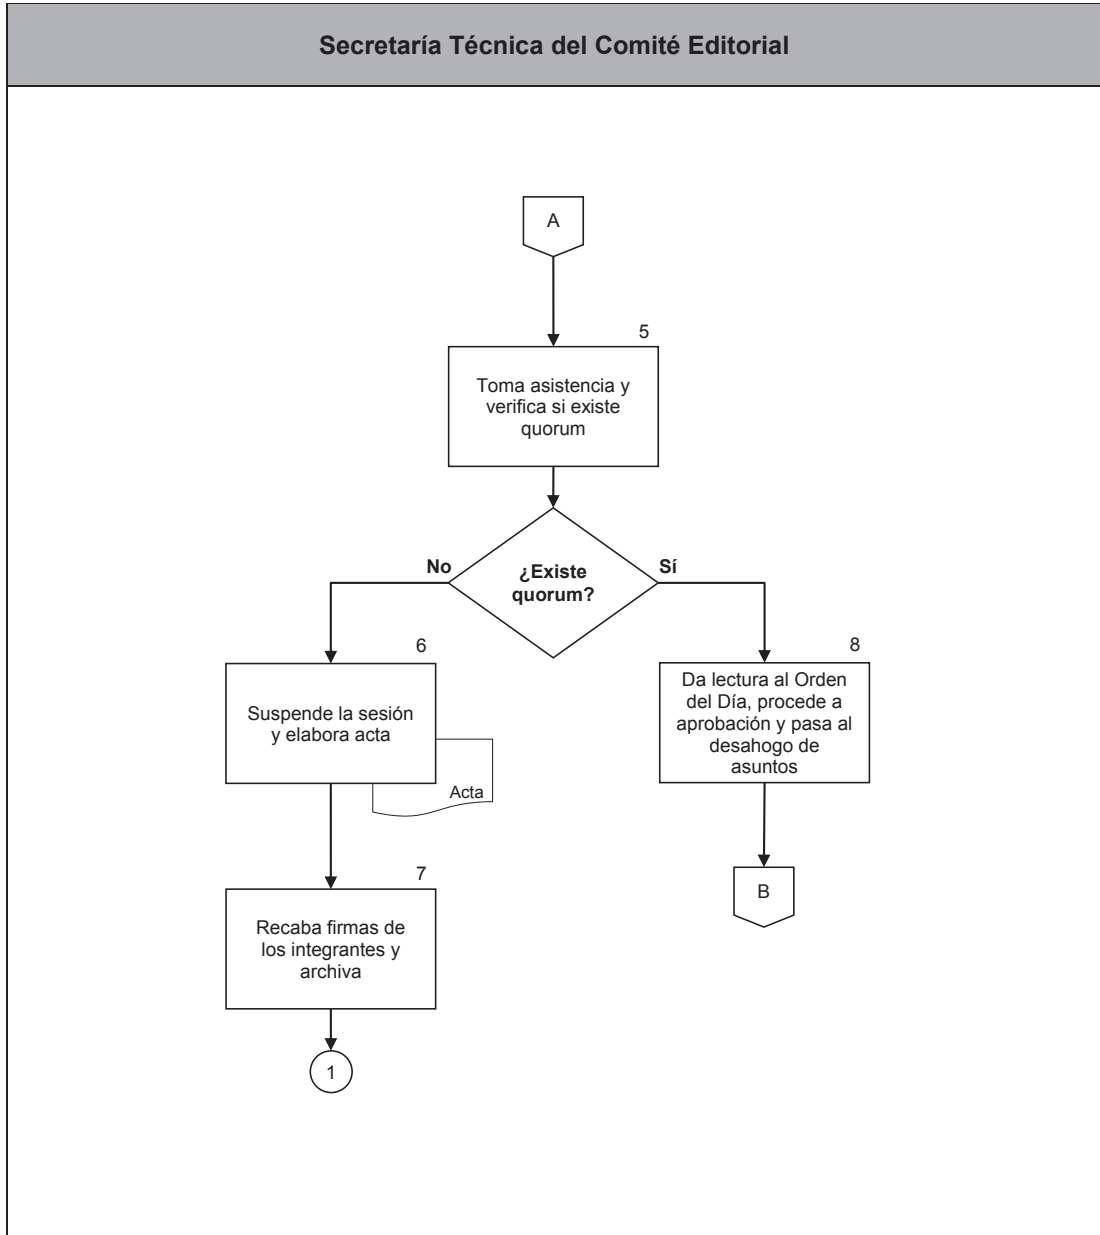 Secretaría Técnica del Comité Editorial
A
5
Toma asistencia y
verifica si existe
quorum
¿Existe
quorum?
No
Sí
6
Suspende la sesión
y elabora acta
Acta
7
Recaba firmas de
los integrantes y
archiva
1
8
Da lectura al Orden
del Día, procede a
aprobación y pasa al
desahogo de
asuntos
B